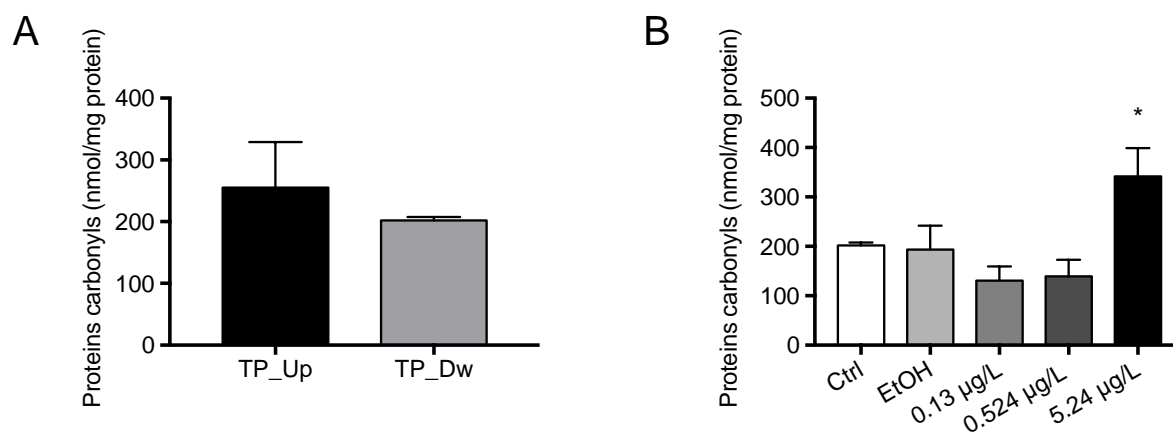 A
Proteins carbonyls (nmol/mg protein)
400
300
200
100
0
TP_Up
TP_Dw
B
Proteins carbonyls (nmol/mg protein)
500
400
300
200
100
0
*
Ctrl
EtOH
0.13 µg/L
0.524 µg/L
5.24 µg/L